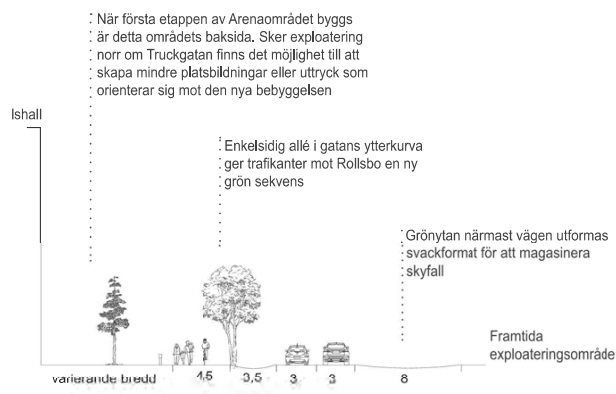 När första etappen av Arenaområdet byggs
är detta områdets baksida. Sker exploatering
norr om Truckgatan finns det möjlighet till att
skapa mindre platsbildningar eller uttryck som
orienterar sig mot den nya bebyggelsen
Ishall
Enkelsidig allé i gatans ytterkurva
ger trafikanter mot Rollsbo en ny
grön sekvens
Grönytan närmast vägen utformas
svackformat för att magasinera
skyfall
Framtida
exploateringsområde
varierande bredd 4,5 3,5 3 3 8